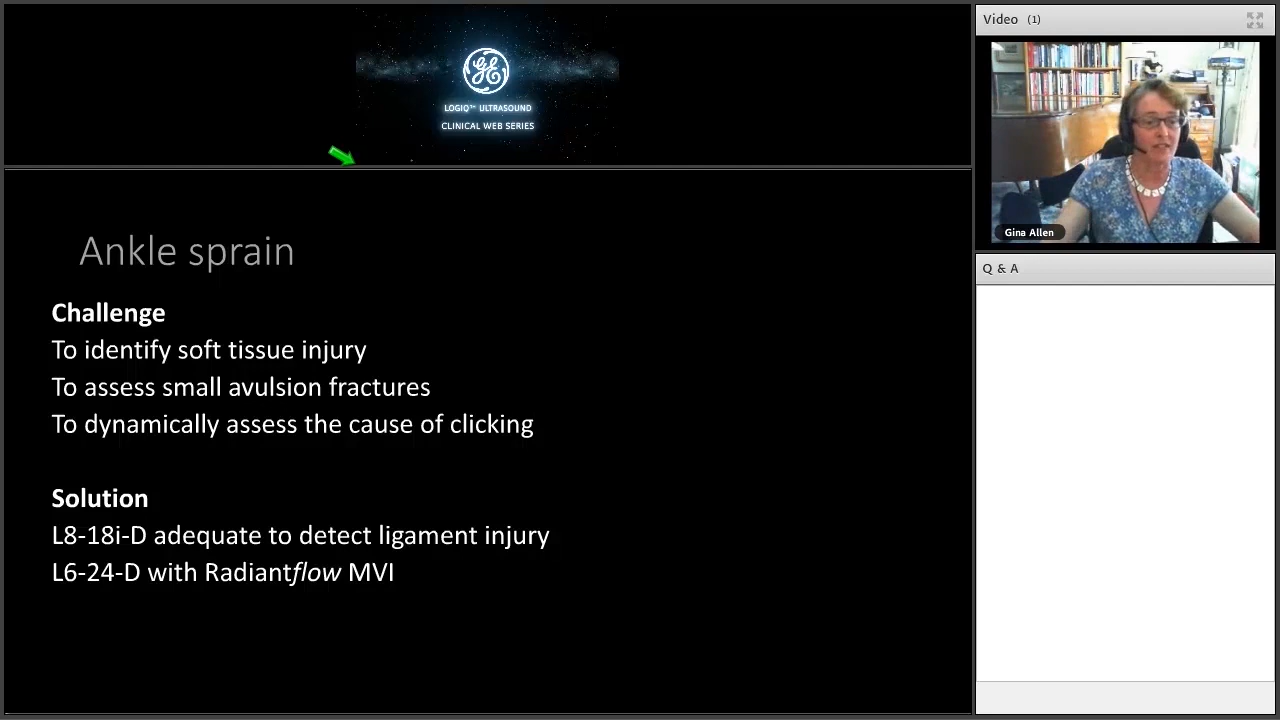 LOGIQ™ ULTRASOUND
CLINICAL WEB SERIES
Video (1)
Gina Allen
Q & A
Ankle sprain
Challenge
To identify soft tissue injury
To assess small avulsion fractures
To dynamically assess the cause of clicking
Solution
L8-18i-D adequate to detect ligament injury
L6-24-D with Radiantflow MVI